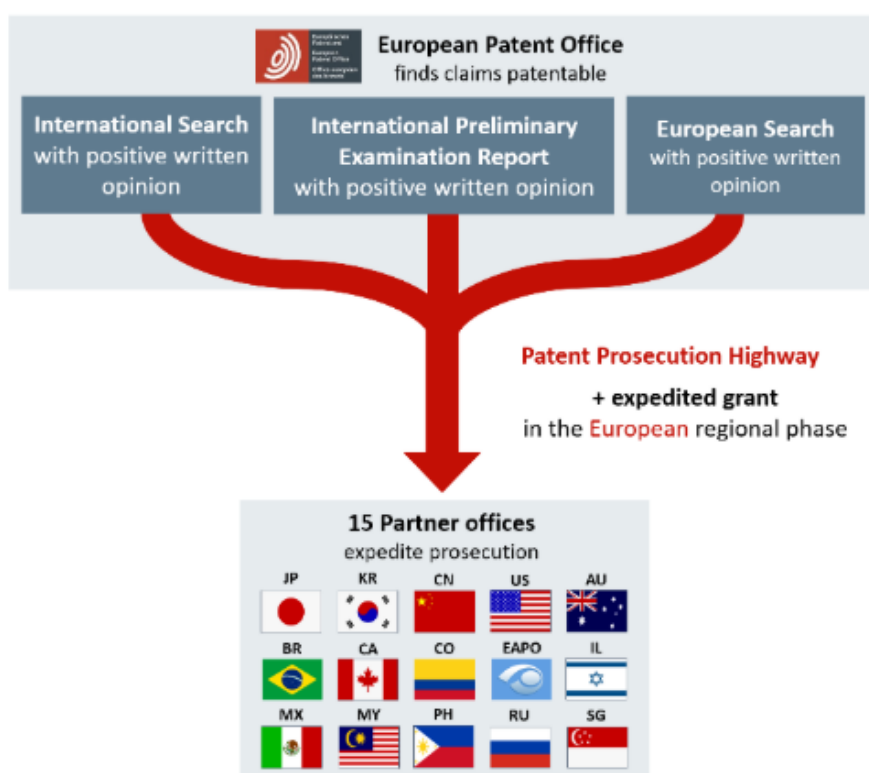 European Patent Office
finds claims patentable
International Search
with positive written
opinion
International Preliminary
Examination Report
with positive written opinion
European Search
with positive written
opinion
Patent Prosecution Highway
+ expedited grant
in the European regional phase
15 Partner offices
expedite prosecution
JP KR CN US AU
BR CA CO EAPO IL
MX MY PH RU SG